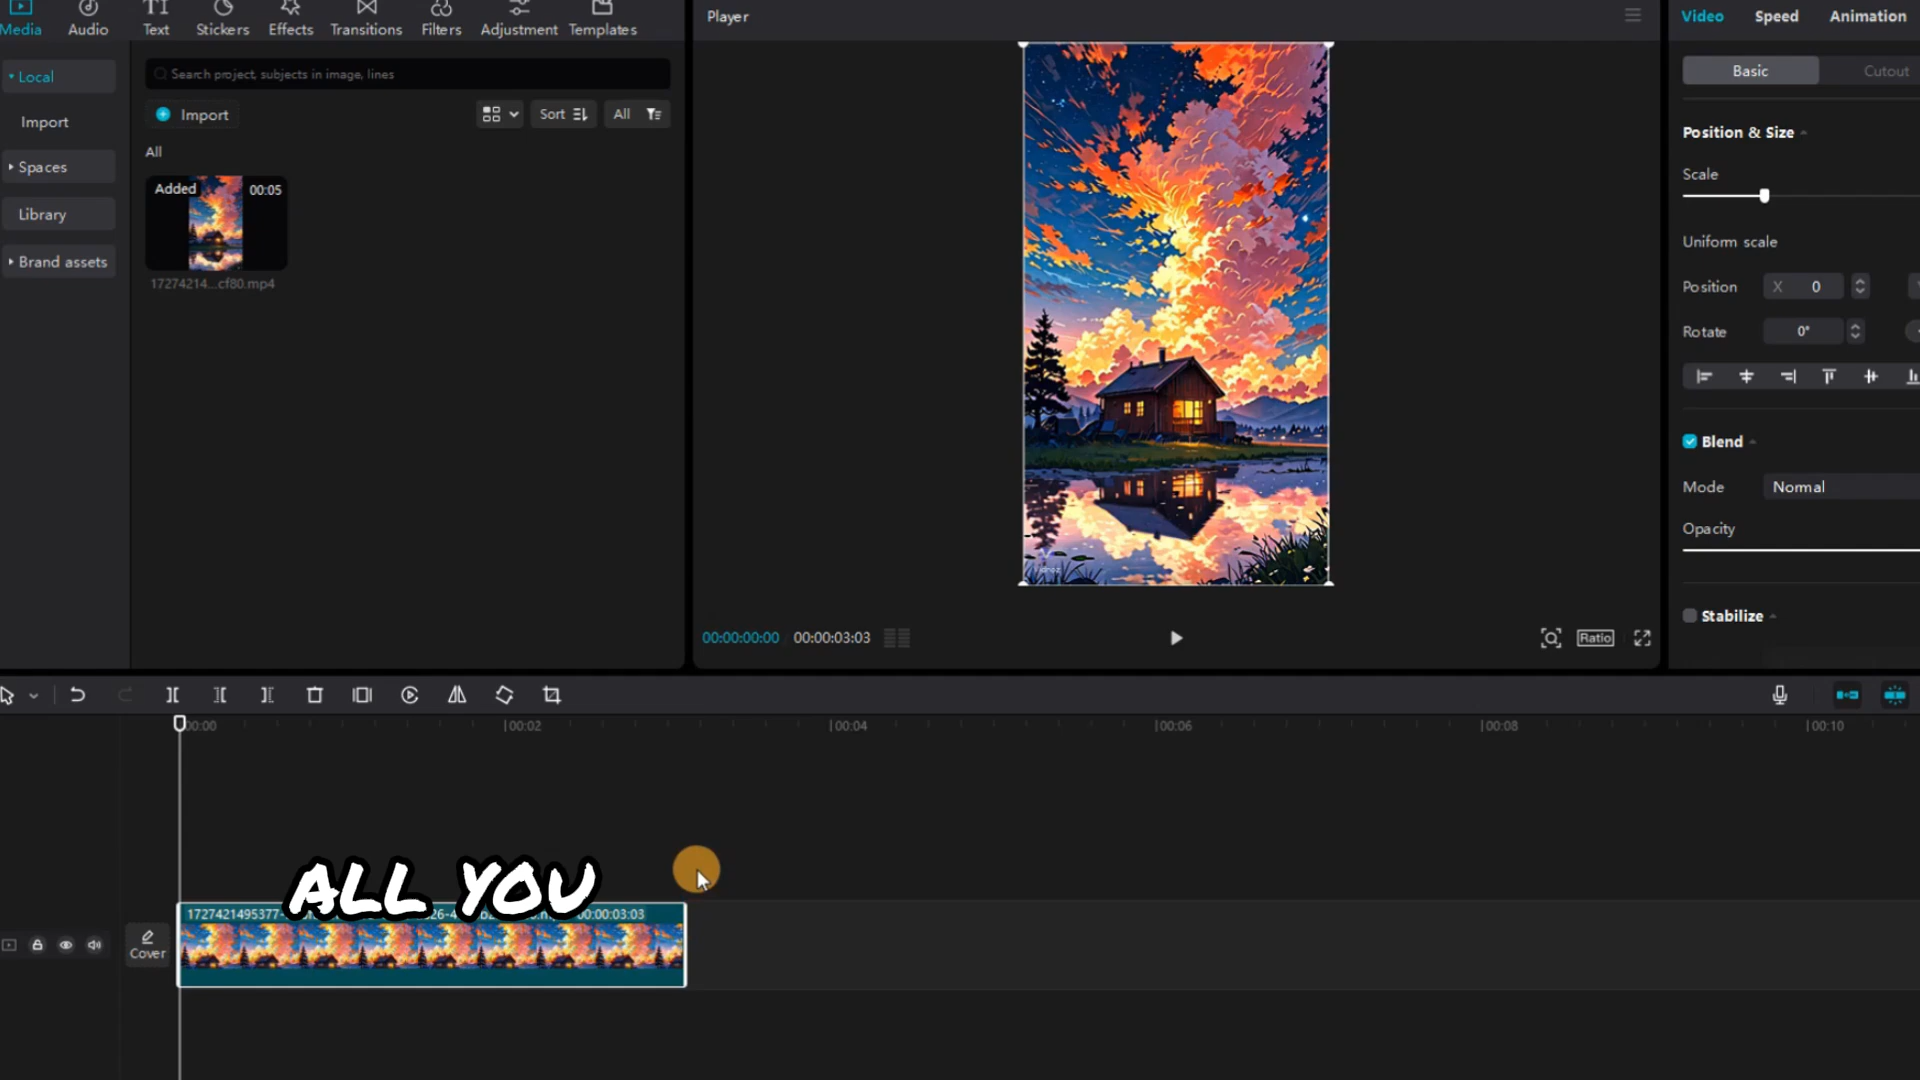 Media Audio Text Stickers Effects Transitions Filters Adjustment Templates
Local
Import
Spaces
Library
Brand assets
Search project, subjects in image, lines
Import
Sort
All
All
Added 00:05
17274214...cf80.mp4
Player
00:00:00:00 00:00:03:03
Ratio
Video Speed Animation
Basic Cutout
Position & Size
Scale
Uniform scale
Position X 0
Rotate 0°
Blend
Mode Normal
Opacity
Stabilize
00:00 00:02 00:04 00:06 00:08 00:10
ALL YOU
1727421495377- 00:00:03:03
Cover